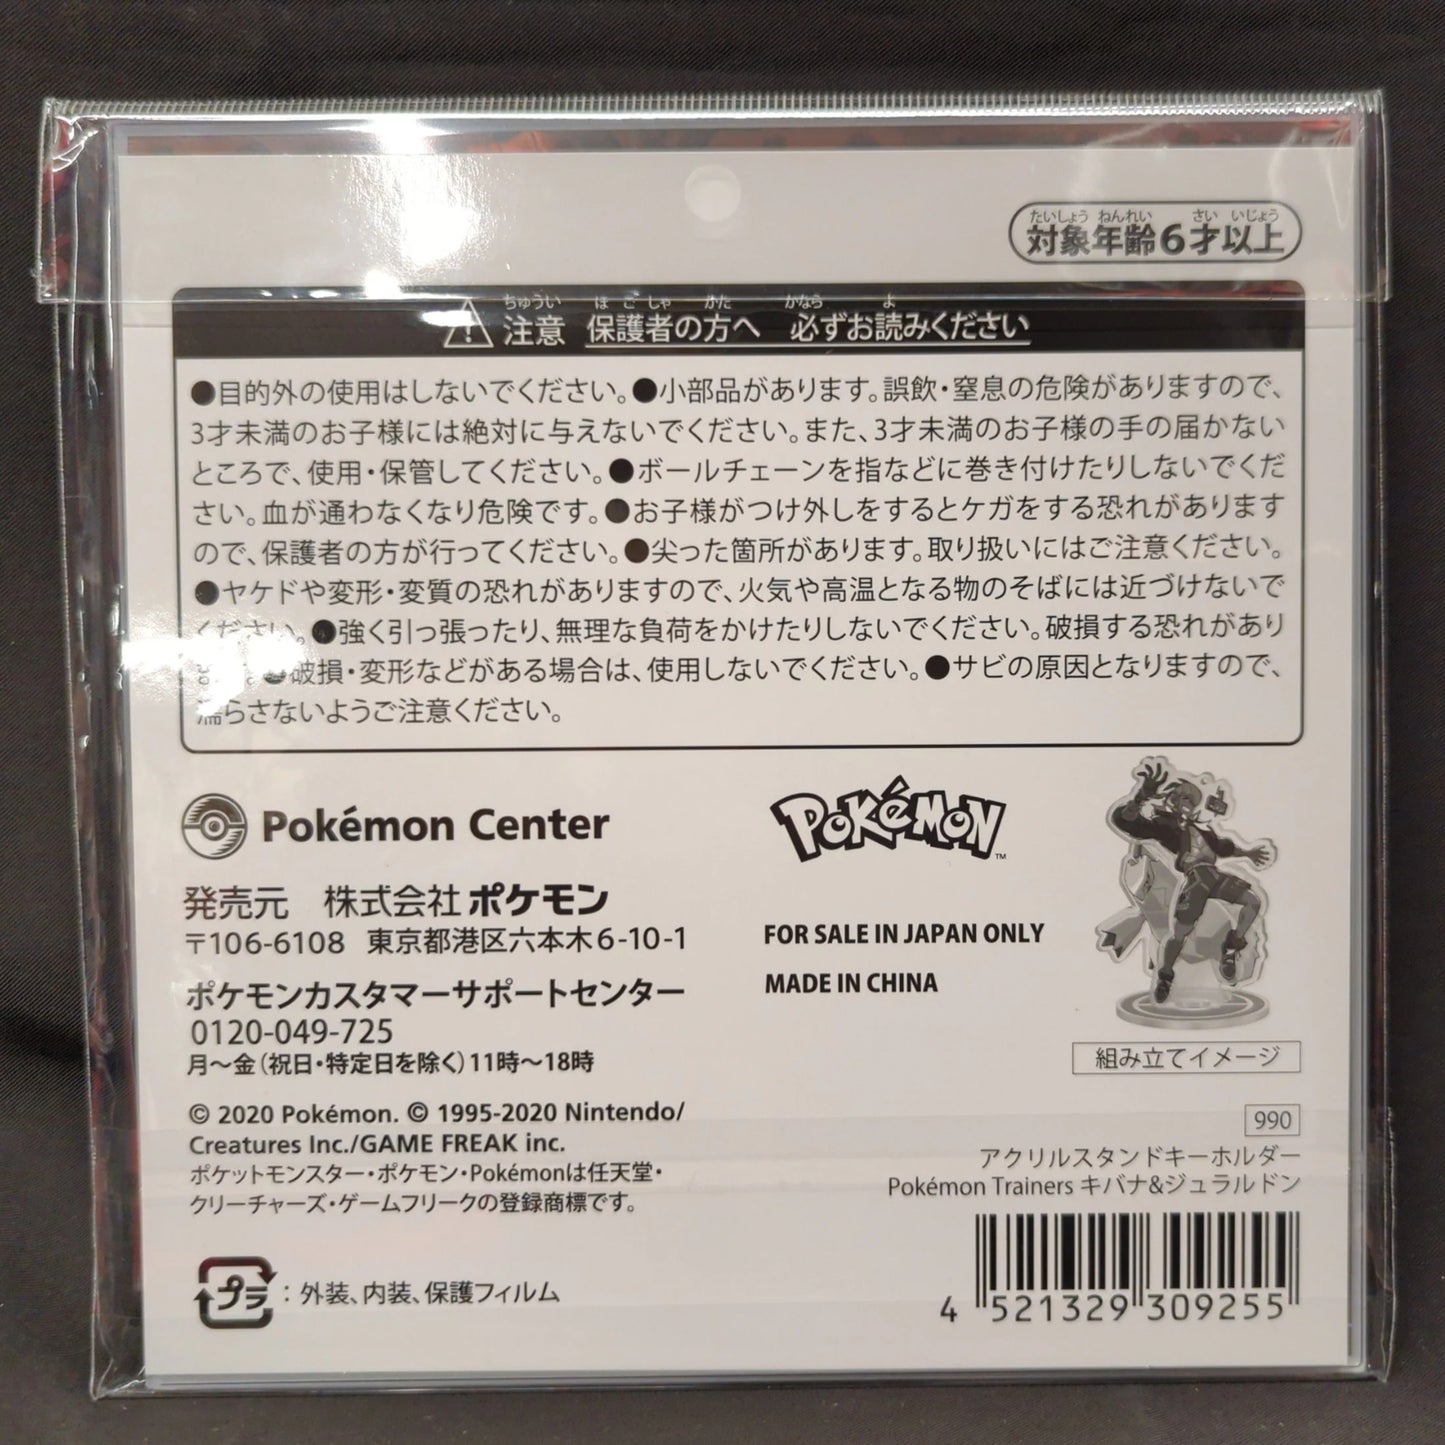 たいしょう ねんれい さい いじょう
対象年齢6才以上
ちゅうい ほ ご しゃ かた かなら よ
注意 保護者の方へ 必ずお読みください
●目的外の使用はしないでください。●小部品があります。誤飲・窒息の危険がありますので、
3才未満のお子様には絶対に与えないでください。また、3才未満のお子様の手の届かない
ところで、使用・保管してください。●ボールチェーンを指などに巻き付けたりしないでくだ
さい。血が通わなくなり危険です。●お子様がつけ外しをするとケガをする恐れがあります
ので、保護者の方が行ってください。●尖った箇所があります。取り扱いにはご注意ください。
●ヤケドや変形・変質の恐れがありますので、火気や高温となる物のそばには近づけないで
ください。●強く引っ張ったり、無理な負荷をかけたりしないでください。破損する恐れがあり
●破損・変形などがある場合は、使用しないでください。●サビの原因となりますので、
濡らさないようご注意ください。
Pokémon Center
発売元 株式会社ポケモン
〒106-6108 東京都港区六本木6-10-1
ポケモンカスタマーサポートセンター
0120-049-725
月～金(祝日・特定日を除く)11時～18時
© 2020 Pokémon. © 1995-2020 Nintendo/
Creatures Inc./GAME FREAK inc.
ポケットモンスター・ポケモン・Pokémonは任天堂・
クリーチャーズ・ゲームフリークの登録商標です。
プラ:外装、内装、保護フィルム
POKéMON™
FOR SALE IN JAPAN ONLY
MADE IN CHINA
組み立てイメージ
990
アクリルスタンドキーホルダー
Pokémon Trainers キバナ&ジュラルドン
4 521329 309255